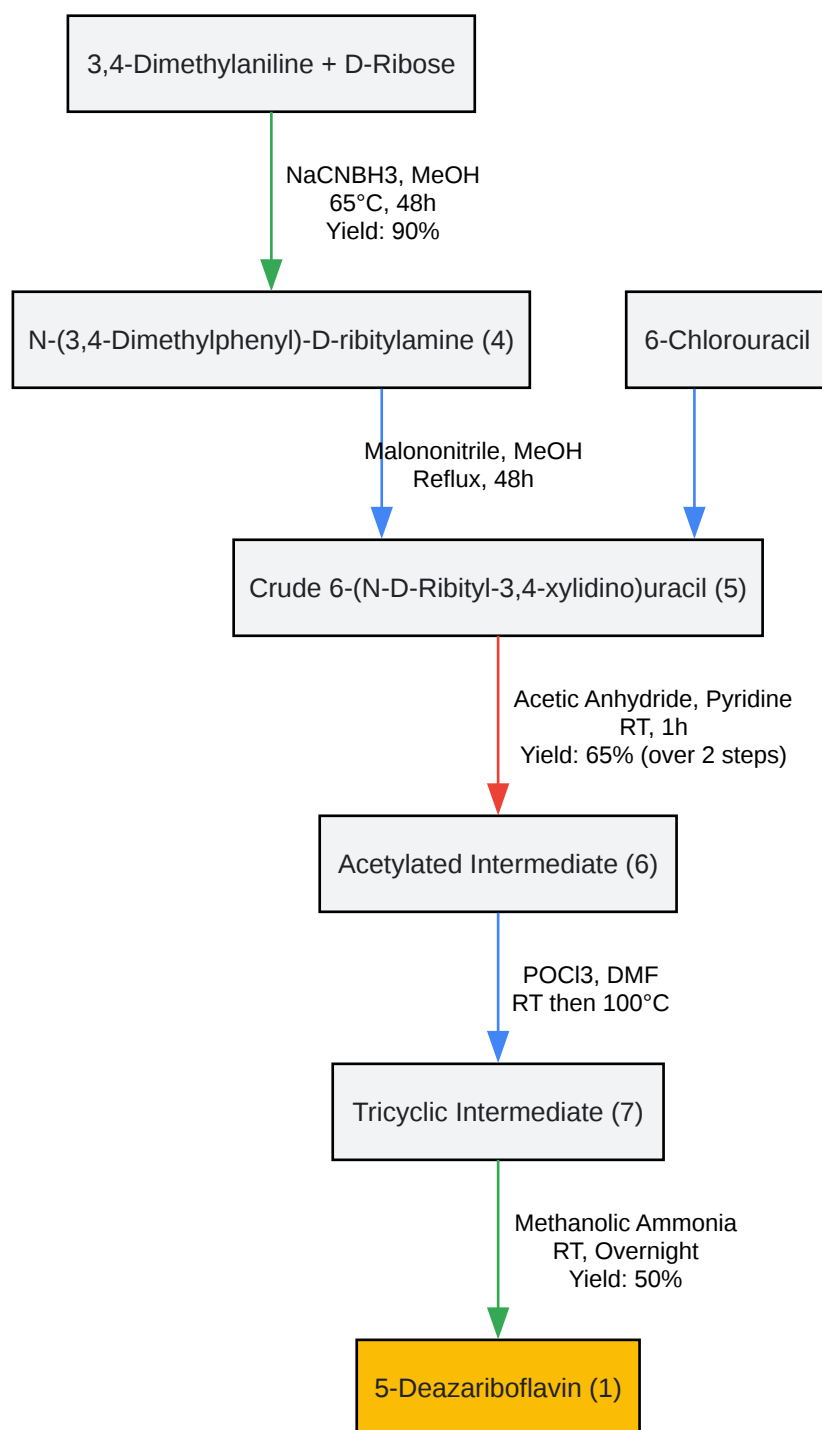 3,4-Dimethylaniline + D-Ribose
NaCNBH3, MeOH
65°C, 48h
Yield: 90%
N-(3,4-Dimethylphenyl)-D-ribitylamine (4)
6-Chlorouracil
Malononitrile, MeOH
Reflux, 48h
Crude 6-(N-D-Ribityl-3,4-xylidino)uracil (5)
Acetic Anhydride, Pyridine
RT, 1h
Yield: 65% (over 2 steps)
Acetylated Intermediate (6)
POCl3, DMF
RT then 100°C
Tricyclic Intermediate (7)
Methanolic Ammonia
RT, Overnight
Yield: 50%
5-Deazariboflavin (1)